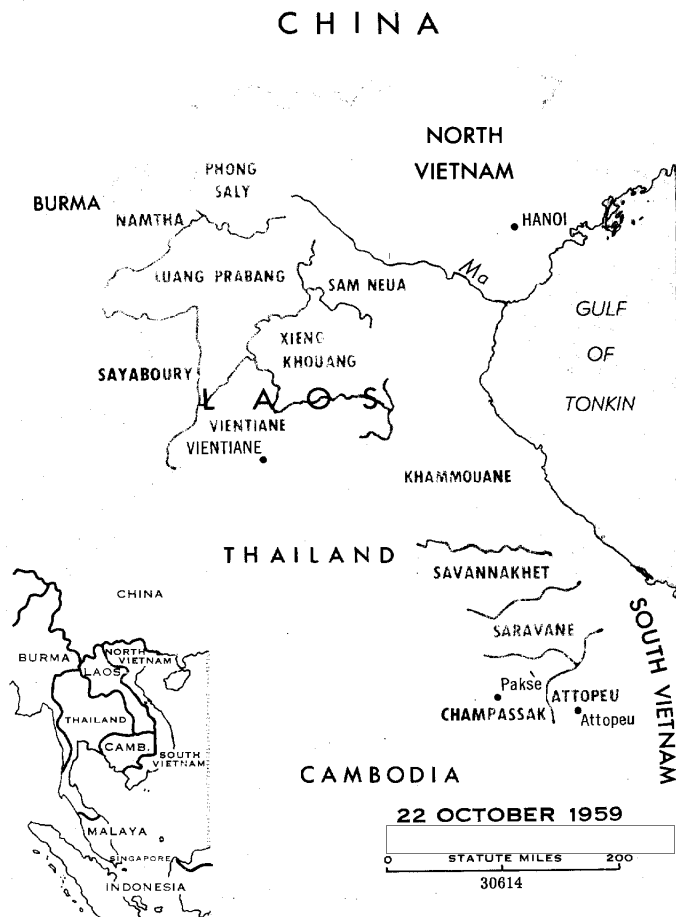 CHINA
NORTH
VIETNAM
PHONG
SALY
BURMA
NAMTHA
HANOI
LUANG PRABANG
SAM NEUA
Ma
GULF
OF
TONKIN
XIENG
KHOUANG
SAYABOURY
LAOS
VIENTIANE
VIENTIANE
KHAMMOUANE
THAILAND
SAVANNAKHET
SARAVANE
SOUTH VIETNAM
Paksè
ATTOPEU
CHAMPASSAK
Attopeu
CAMBODIA
CHINA
BURMA
NORTH
VIETNAM
LAOS
THAILAND
CAMB.
SOUTH
VIETNAM
MALAYA
SINGAPORE
INDONESIA
22 OCTOBER 1959
0 STATUTE MILES 200
30614